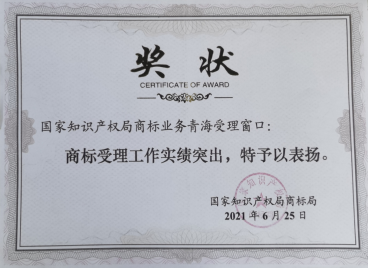 奖状
CERTIFICATE OF AWARD
国家知识产权局商标业务青海受理窗口：
商标受理工作实绩突出，特予以表扬。
国家知识产权局商标局
2021年6月25日